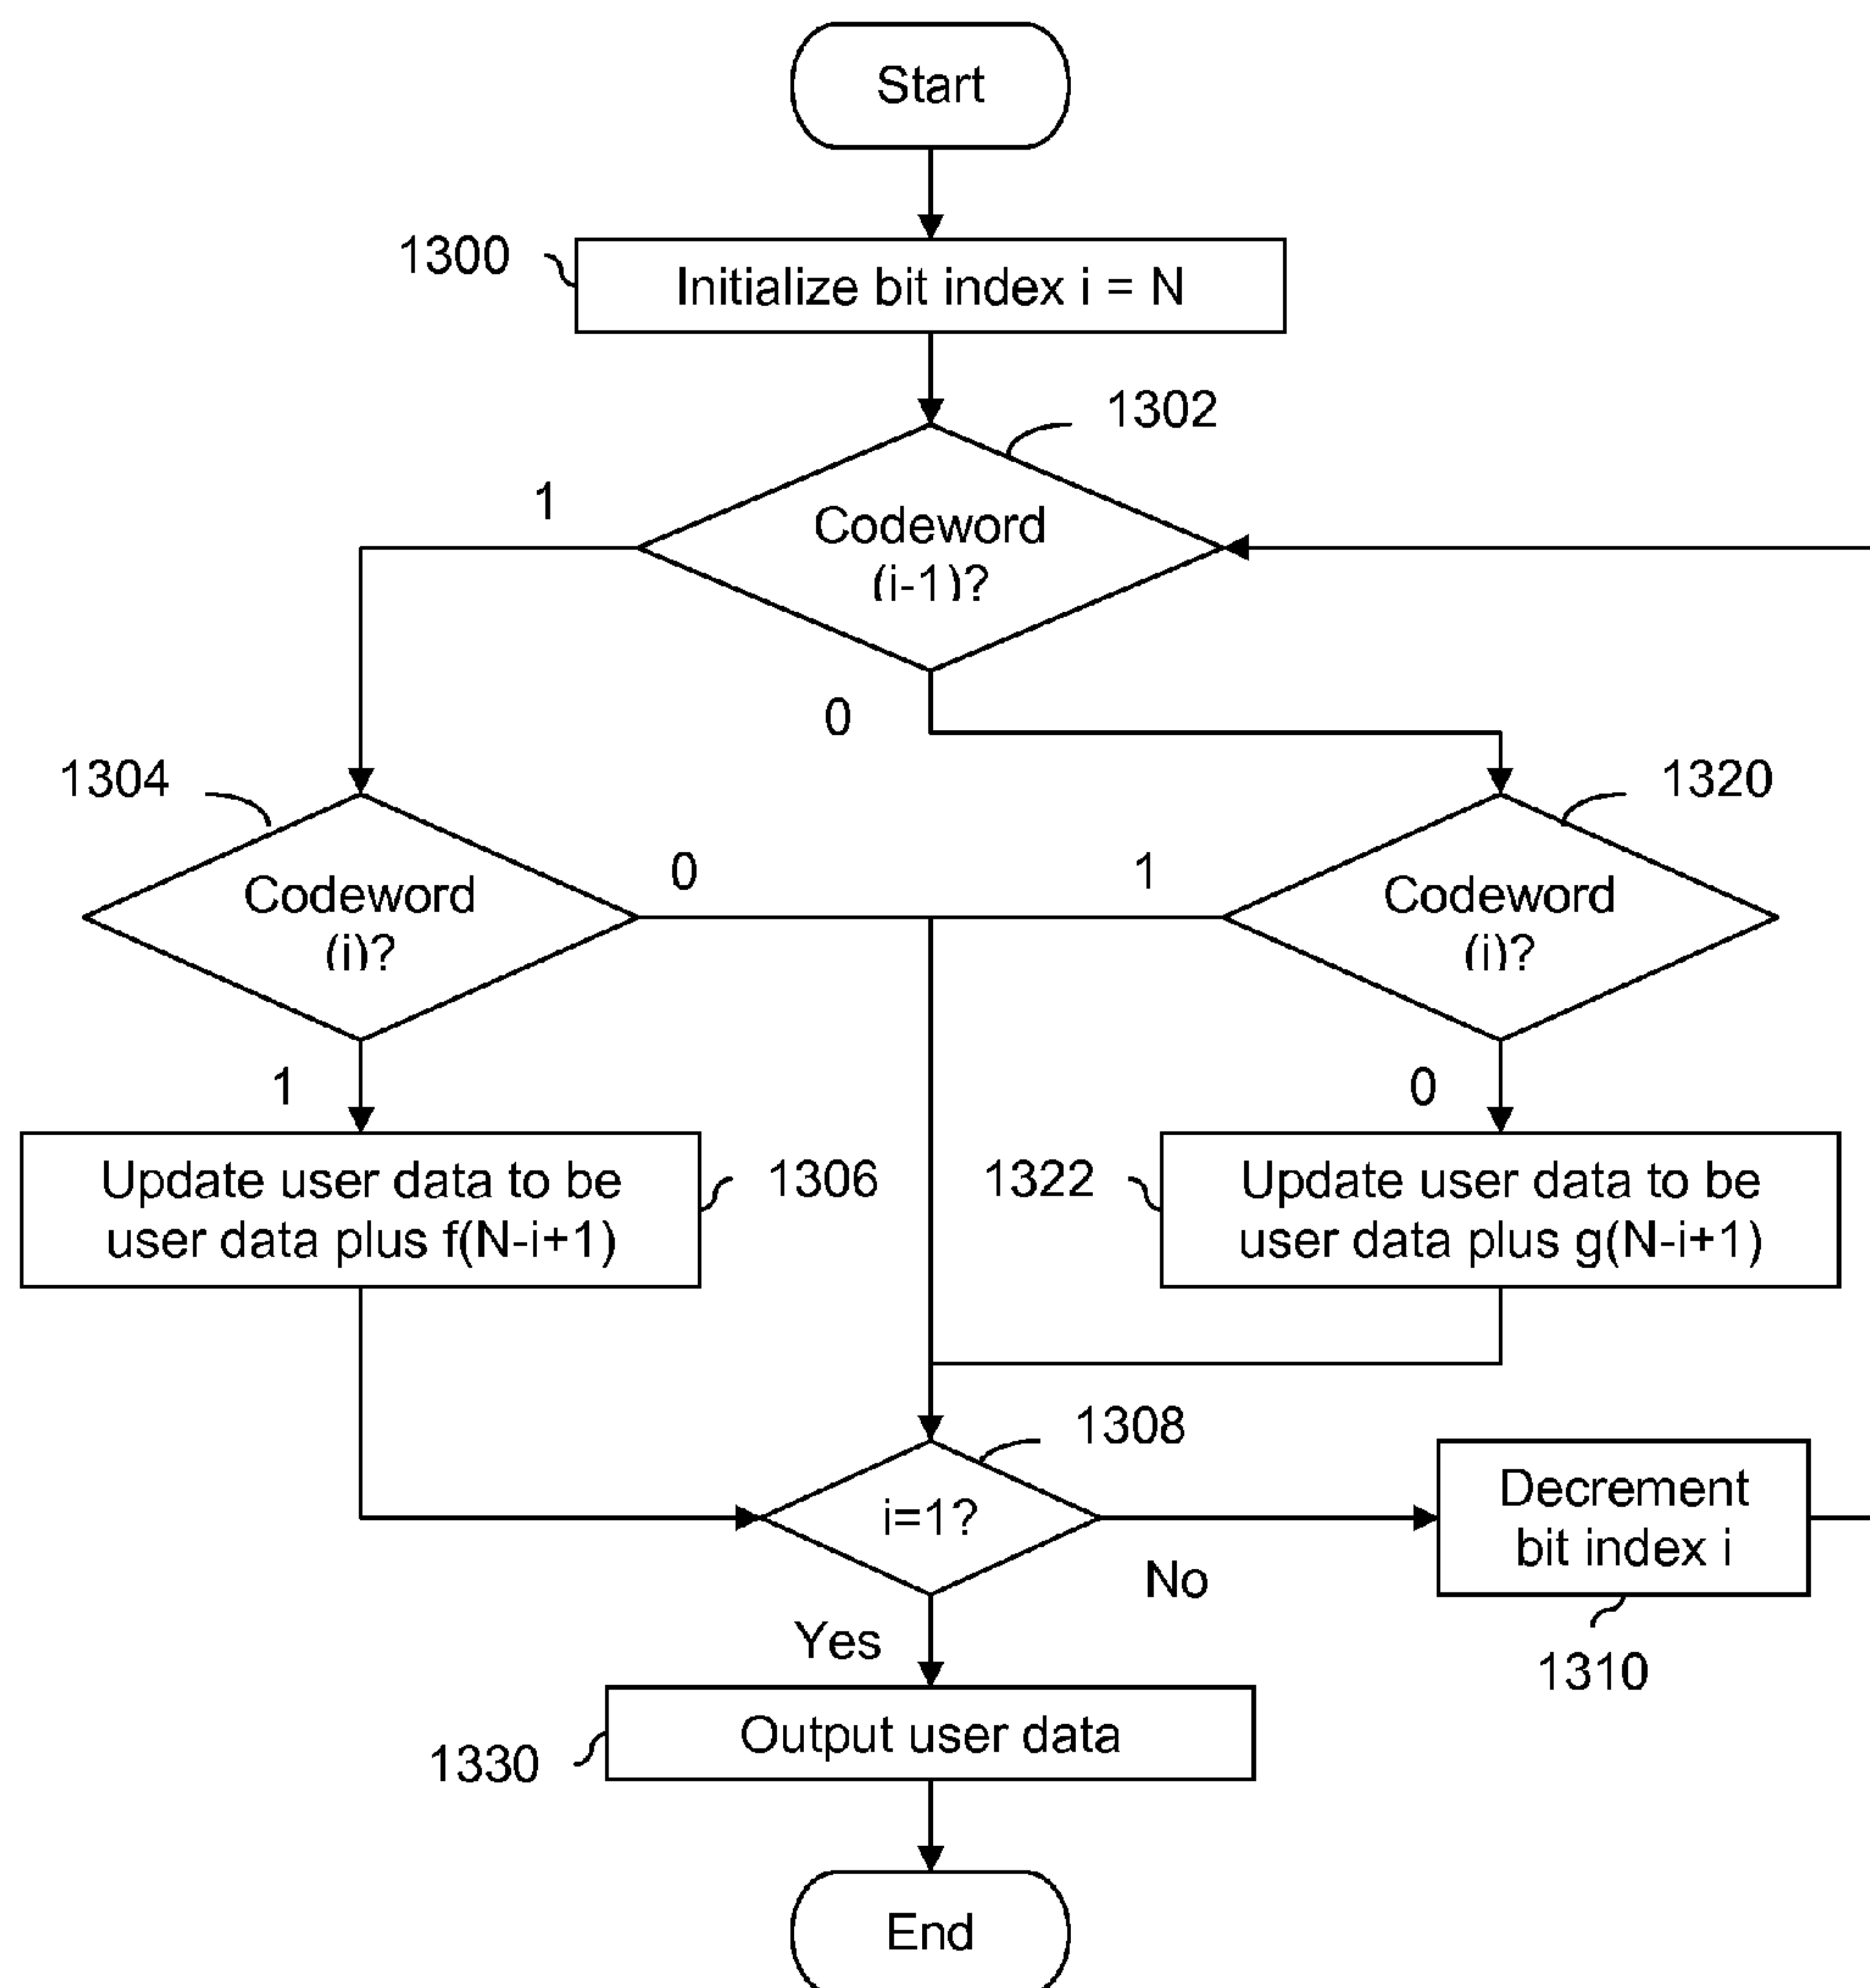 Start
1300
Initialize bit index i = N
1302
1
Codeword
(i-1)?
0
1304
1320
Codeword
(i)?
0
1
Codeword
(i)?
1
0
Update user data to be
user data plus f(N-i+1)
1306
1322
Update user data to be
user data plus g(N-i+1)
1308
i=1?
No
Decrement
bit index i
1310
Yes
Output user data
1330
End